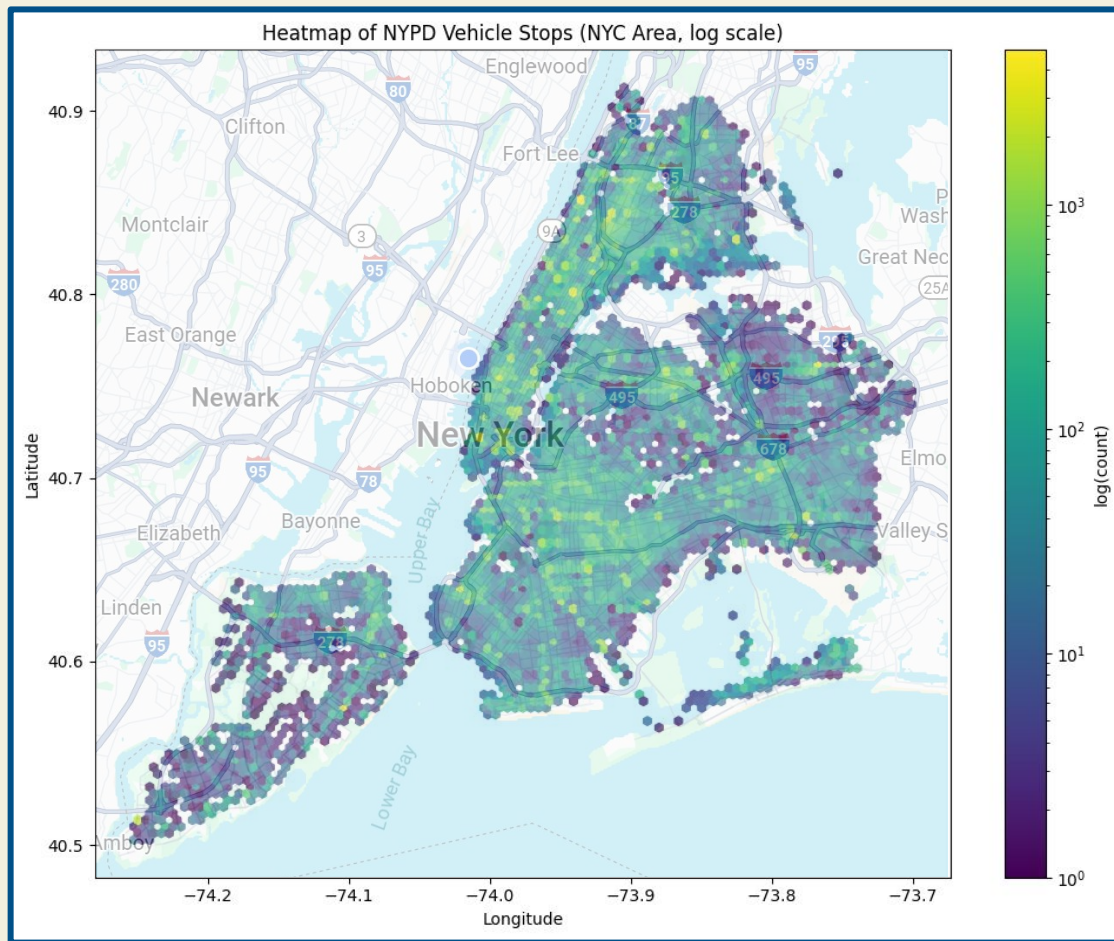 Heatmap of NYPD Vehicle Stops (NYC Area, log scale)
Englewood
95
80
40.9
Clifton
87
Fort Lee
95
10³
278
Montclair
9A
Wash
3
95
Great Nec
280
25A
40.8
East Orange
295
495
Hoboken
Newark
495
New York
10²
678
Latitude
Elmo
95
78
40.7
log(count)
Bayonne
Elizabeth
Valley S
Upper Bay
Linden
278
95
10¹
40.6
Lower Bay
Amboy
40.5
10⁰
−74.2
−74.1
−74.0
−73.9
−73.8
−73.7
Longitude